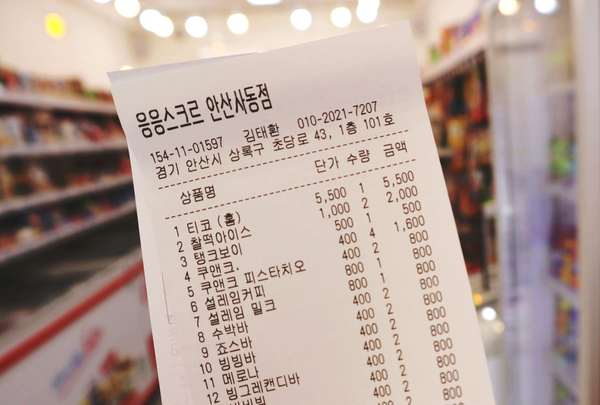 응응스크르 안산사동점
154-11-01597 김태환 010-2021-7207
경기 안산시 상록구 초당로 43, 1층 101호
상품명 단가 수량 금액
1 티코 (홈) 5,500 1 5,500
2 찰떡아이스 1,000 2 2,000
3 탱크보이 500 1 500
4 쿠앤크. 400 4 1,600
5 쿠앤크 피스타치오 400 2 800
6 설레임커피 800 1 800
7 설레임 밀크 800 1 800
8 수박바 400 2 800
9 죠스바 400 2 800
10 빙빙바 400 2 800
11 메로나 400 2 800
12 빙그레캔디바 400 2 800
400 2 800